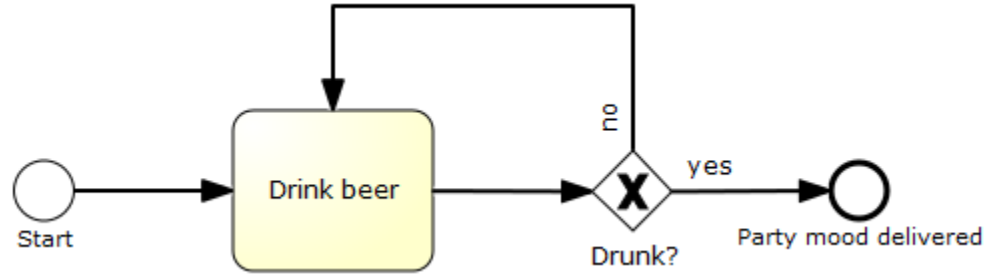 Start
Drink beer
no
Drunk?
yes
Party mood delivered